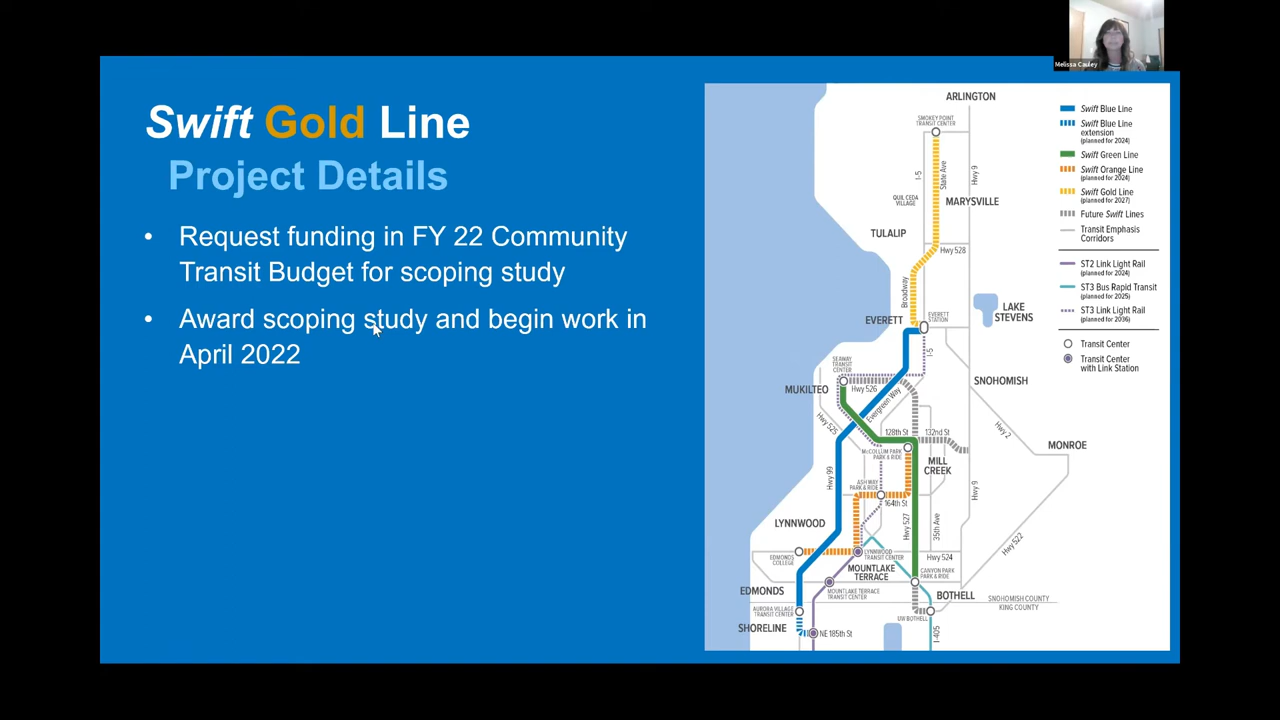 Melissa Cauley
Swift Gold Line
Project Details
• Request funding in FY 22 Community
Transit Budget for scoping study
• Award scoping study and begin work in
April 2022
ARLINGTON
SMOKEY POINT
TRANSIT CENTER
I-5
State Ave
Hwy 9
QUIL CEDA
VILLAGE
MARYSVILLE
TULALIP
Hwy 528
Broadway
EVERETT
EVERETT
STATION
LAKE
STEVENS
I-5
SEAWAY
TRANSIT
CENTER
MUKILTEO
Hwy 526
SNOHOMISH
Evergreen Way
Hwy 525
128th St
132nd St
Hwy 2
MONROE
McCOLLUM PARK
PARK & RIDE
MILL
CREEK
Hwy 99
ASH WAY
PARK & RIDE
164th St
Hwy 9
LYNNWOOD
Hwy 527
35th Ave
Hwy 522
EDMONDS
COLLEGE
LYNNWOOD
TRANSIT CENTER
Hwy 524
MOUNTLAKE
TERRACE
CANYON PARK
PARK & RIDE
EDMONDS
MOUNTLAKE TERRACE
TRANSIT CENTER
BOTHELL
SNOHOMISH COUNTY
KING COUNTY
AURORA VILLAGE
TRANSIT CENTER
UW BOTHELL
SHORELINE
NE 185th St
I-405
Swift Blue Line
Swift Blue Line
extension
(planned for 2024)
Swift Green Line
Swift Orange Line
(planned for 2024)
Swift Gold Line
(planned for 2027)
Future Swift Lines
Transit Emphasis
Corridors
ST2 Link Light Rail
(planned for 2024)
ST3 Bus Rapid Transit
(planned for 2025)
ST3 Link Light Rail
(planned for 2036)
Transit Center
Transit Center
with Link Station